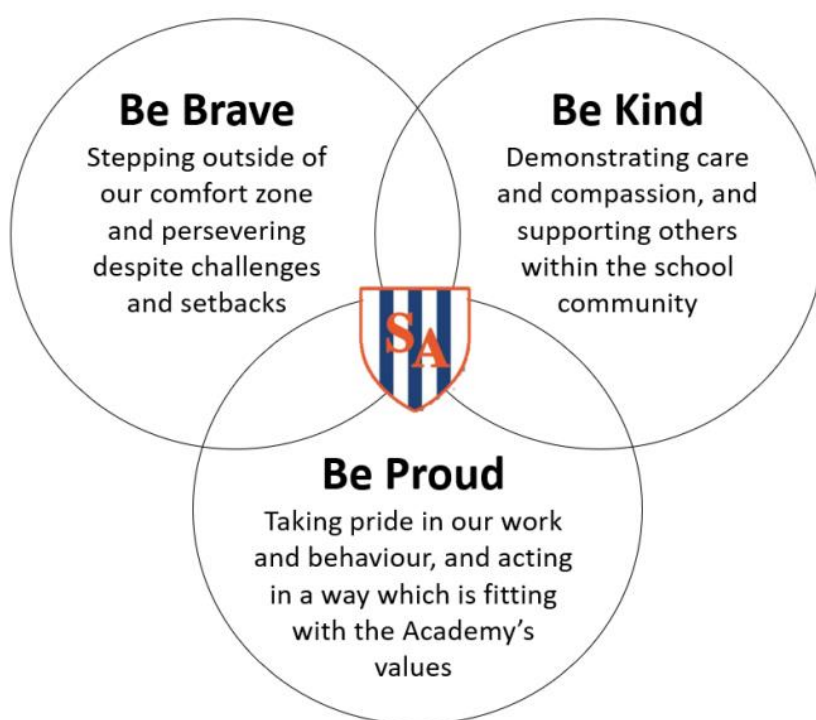 Be Brave
Stepping outside of
our comfort zone
and persevering
despite challenges
and setbacks
Be Kind
Demonstrating care
and compassion, and
supporting others
within the school
community
SA
Be Proud
Taking pride in our work
and behaviour, and acting
in a way which is fitting
with the Academy’s
values